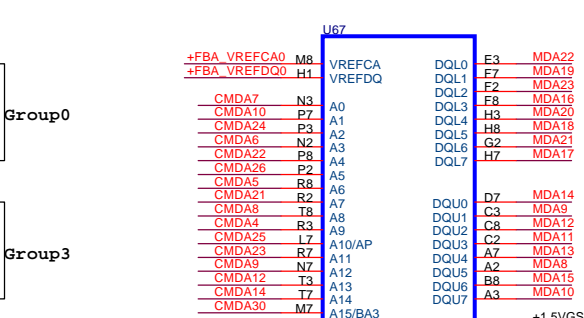 U67
+FBA_VREFCA0 M8 VREFCA DQL0 E3 MDA22
+FBA_VREFDQ0 H1 VREFDQ DQL1 F7 MDA19
DQL2 F2 MDA23
CMDA7 N3 A0 DQL3 F8 MDA16
CMDA10 P7 A1 DQL4 H3 MDA20
Group0
CMDA24 P3 A2 DQL5 H8 MDA18
CMDA6 N2 A3 DQL6 G2 MDA21
CMDA22 P8 A4 DQL7 H7 MDA17
CMDA26 P2 A5
CMDA5 R8 A6
CMDA21 R2 A7 DQU0 D7 MDA14
CMDA8 T8 A8 DQU1 C3 MDA9
CMDA4 R3 A9 DQU2 C8 MDA12
CMDA25 L7 A10/AP DQU3 C2 MDA11
Group3
CMDA23 R7 A11 DQU4 A7 MDA13
CMDA9 N7 A12 DQU5 A2 MDA8
CMDA12 T3 A13 DQU6 B8 MDA15
CMDA14 T7 A14 DQU7 A3 MDA10
CMDA30 M7 A15/BA3
+1.5VGS